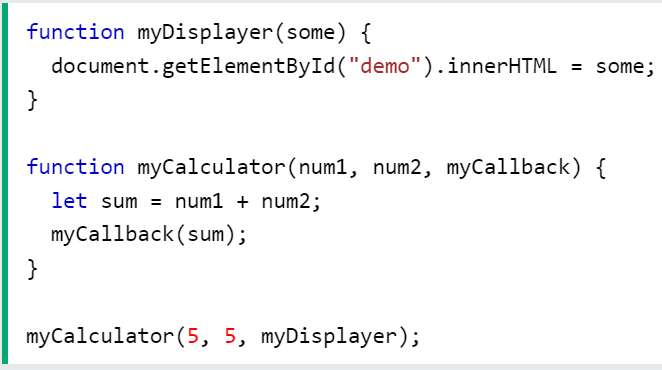 function myDisplayer(some) {
  document.getElementById("demo").innerHTML = some;
}

function myCalculator(num1, num2, myCallback) {
  let sum = num1 + num2;
  myCallback(sum);
}

myCalculator(5, 5, myDisplayer);